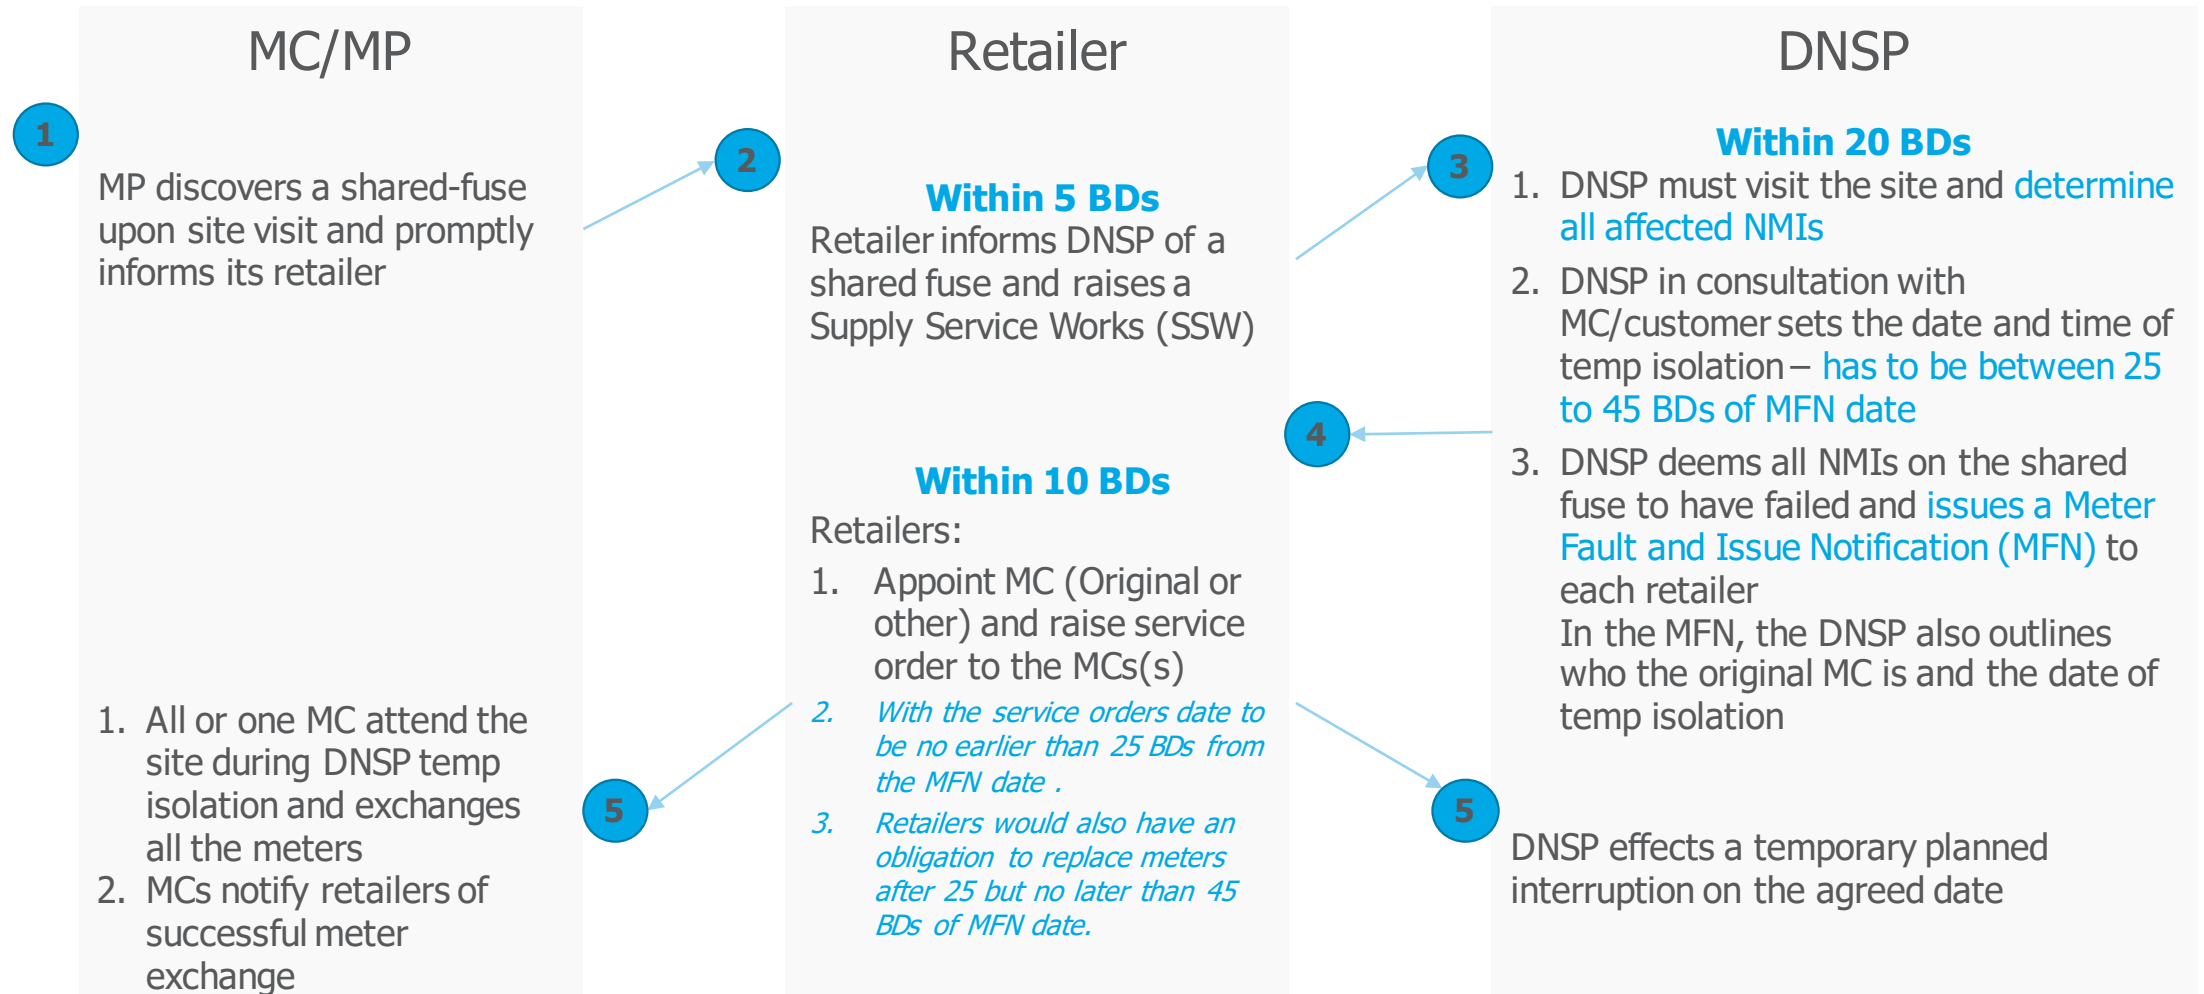 MC/MP
1
MP discovers a shared-fuse
upon site visit and promptly
informs its retailer
1. All or one MC attend the
site during DNSP temp
isolation and exchanges
all the meters
2. MCs notify retailers of
successful meter
exchange
Retailer
2
Within 5 BDs
Retailer informs DNSP of a
shared fuse and raises a
Supply Service Works (SSW)
4
Within 10 BDs
Retailers:
1. Appoint MC (Original or
other) and raise service
order to the MCs(s)
2. With the service orders date to
be no earlier than 25 BDs from
the MFN date .
3. Retailers would also have an
obligation to replace meters
after 25 but no later than 45
BDs of MFN date.
5
DNSP
3
Within 20 BDs
1. DNSP must visit the site and determine
all affected NMIs
2. DNSP in consultation with
MC/customer sets the date and time of
temp isolation – has to be between 25
to 45 BDs of MFN date
3. DNSP deems all NMIs on the shared
fuse to have failed and issues a Meter
Fault and Issue Notification (MFN) to
each retailer
In the MFN, the DNSP also outlines
who the original MC is and the date of
temp isolation
5
DNSP effects a temporary planned
interruption on the agreed date